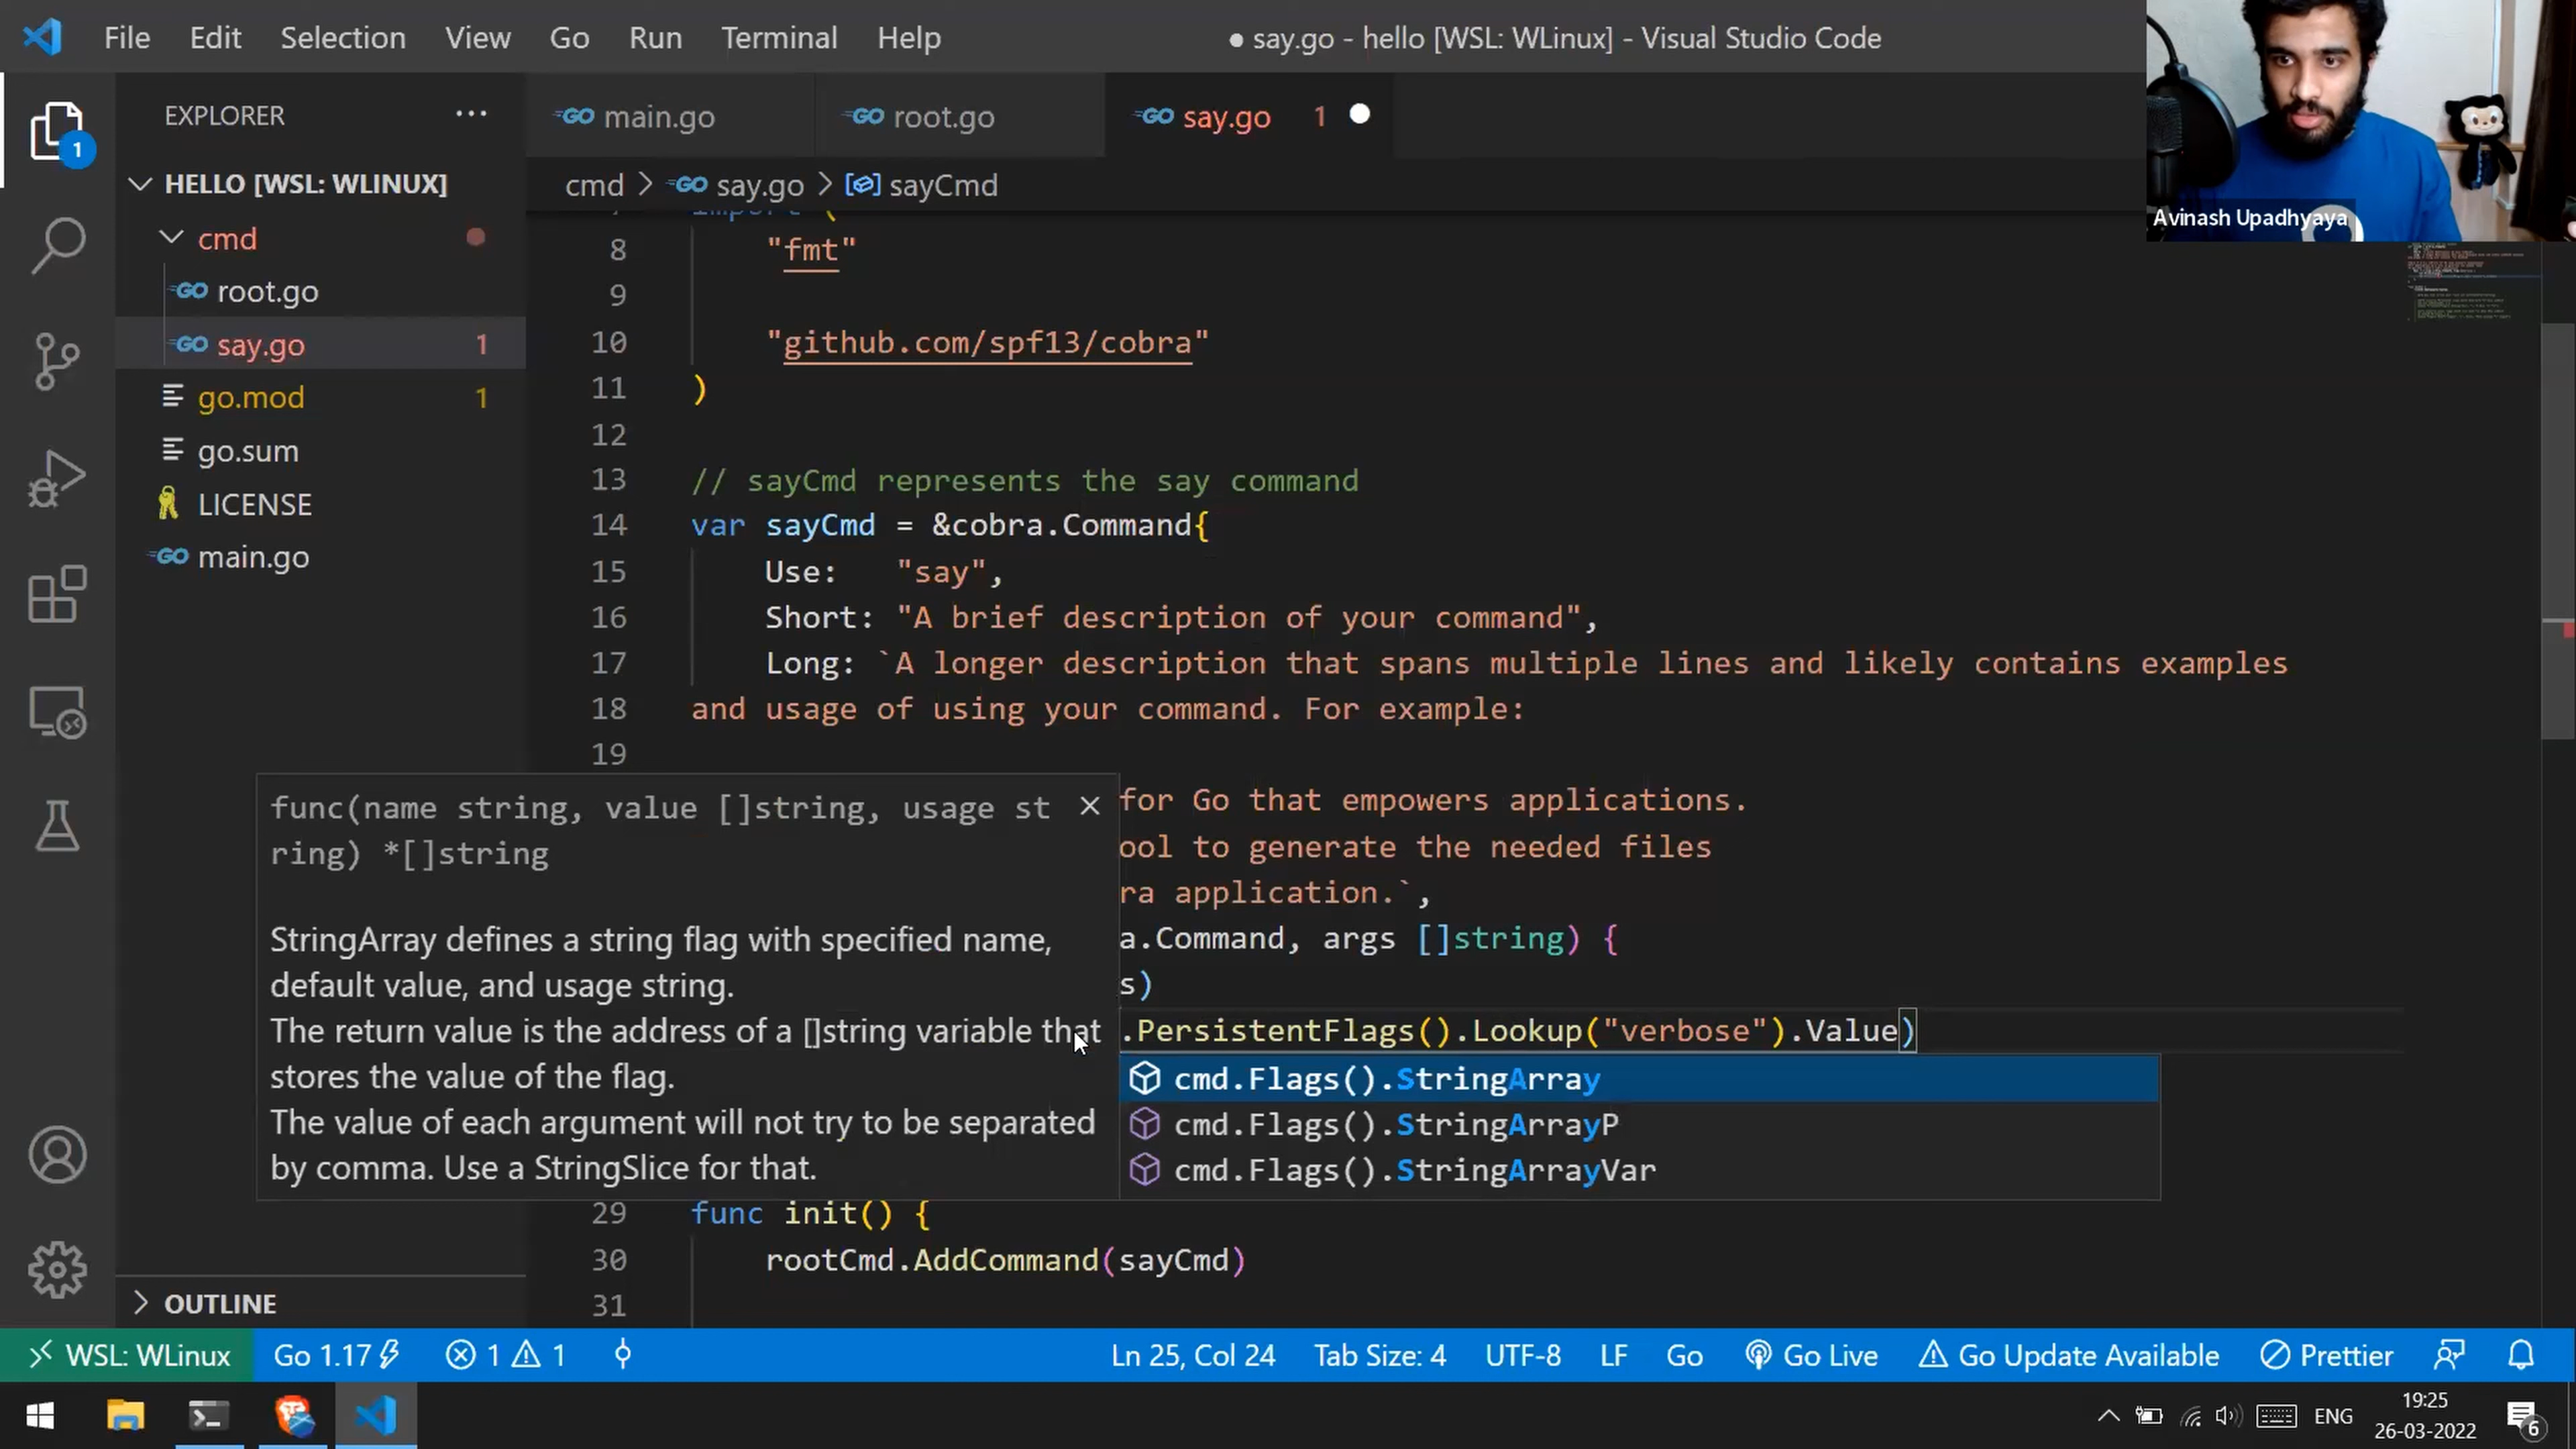 File Edit Selection View Go Run Terminal Help
● say.go - hello [WSL: WLinux] - Visual Studio Code
Avinash Upadhyaya
EXPLORER ···
HELLO [WSL: WLINUX]
cmd
root.go
say.go 1
go.mod 1
go.sum
LICENSE
main.go
OUTLINE
1
GO main.go
GO root.go
GO say.go 1
cmd > GO say.go > sayCmd
import (
8 "fmt"
9
10 "github.com/spf13/cobra"
11 )
12
13 // sayCmd represents the say command
14 var sayCmd = &cobra.Command{
15 Use: "say",
16 Short: "A brief description of your command",
17 Long: `A longer description that spans multiple lines and likely contains examples
18 and usage of using your command. For example:
19
for Go that empowers applications.
ool to generate the needed files
ra application.`,
a.Command, args []string) {
s)
.PersistentFlags().Lookup("verbose").Value)
func(name string, value []string, usage st
ring) *[]string
StringArray defines a string flag with specified name,
default value, and usage string.
The return value is the address of a []string variable that
stores the value of the flag.
The value of each argument will not try to be separated
by comma. Use a StringSlice for that.
cmd.Flags().StringArray
cmd.Flags().StringArrayP
cmd.Flags().StringArrayVar
29 func init() {
30 rootCmd.AddCommand(sayCmd)
31
WSL: WLinux Go 1.17 1 1 Ln 25, Col 24 Tab Size: 4 UTF-8 LF Go Go Live Go Update Available Prettier
ENG 19:25
26-03-2022 6